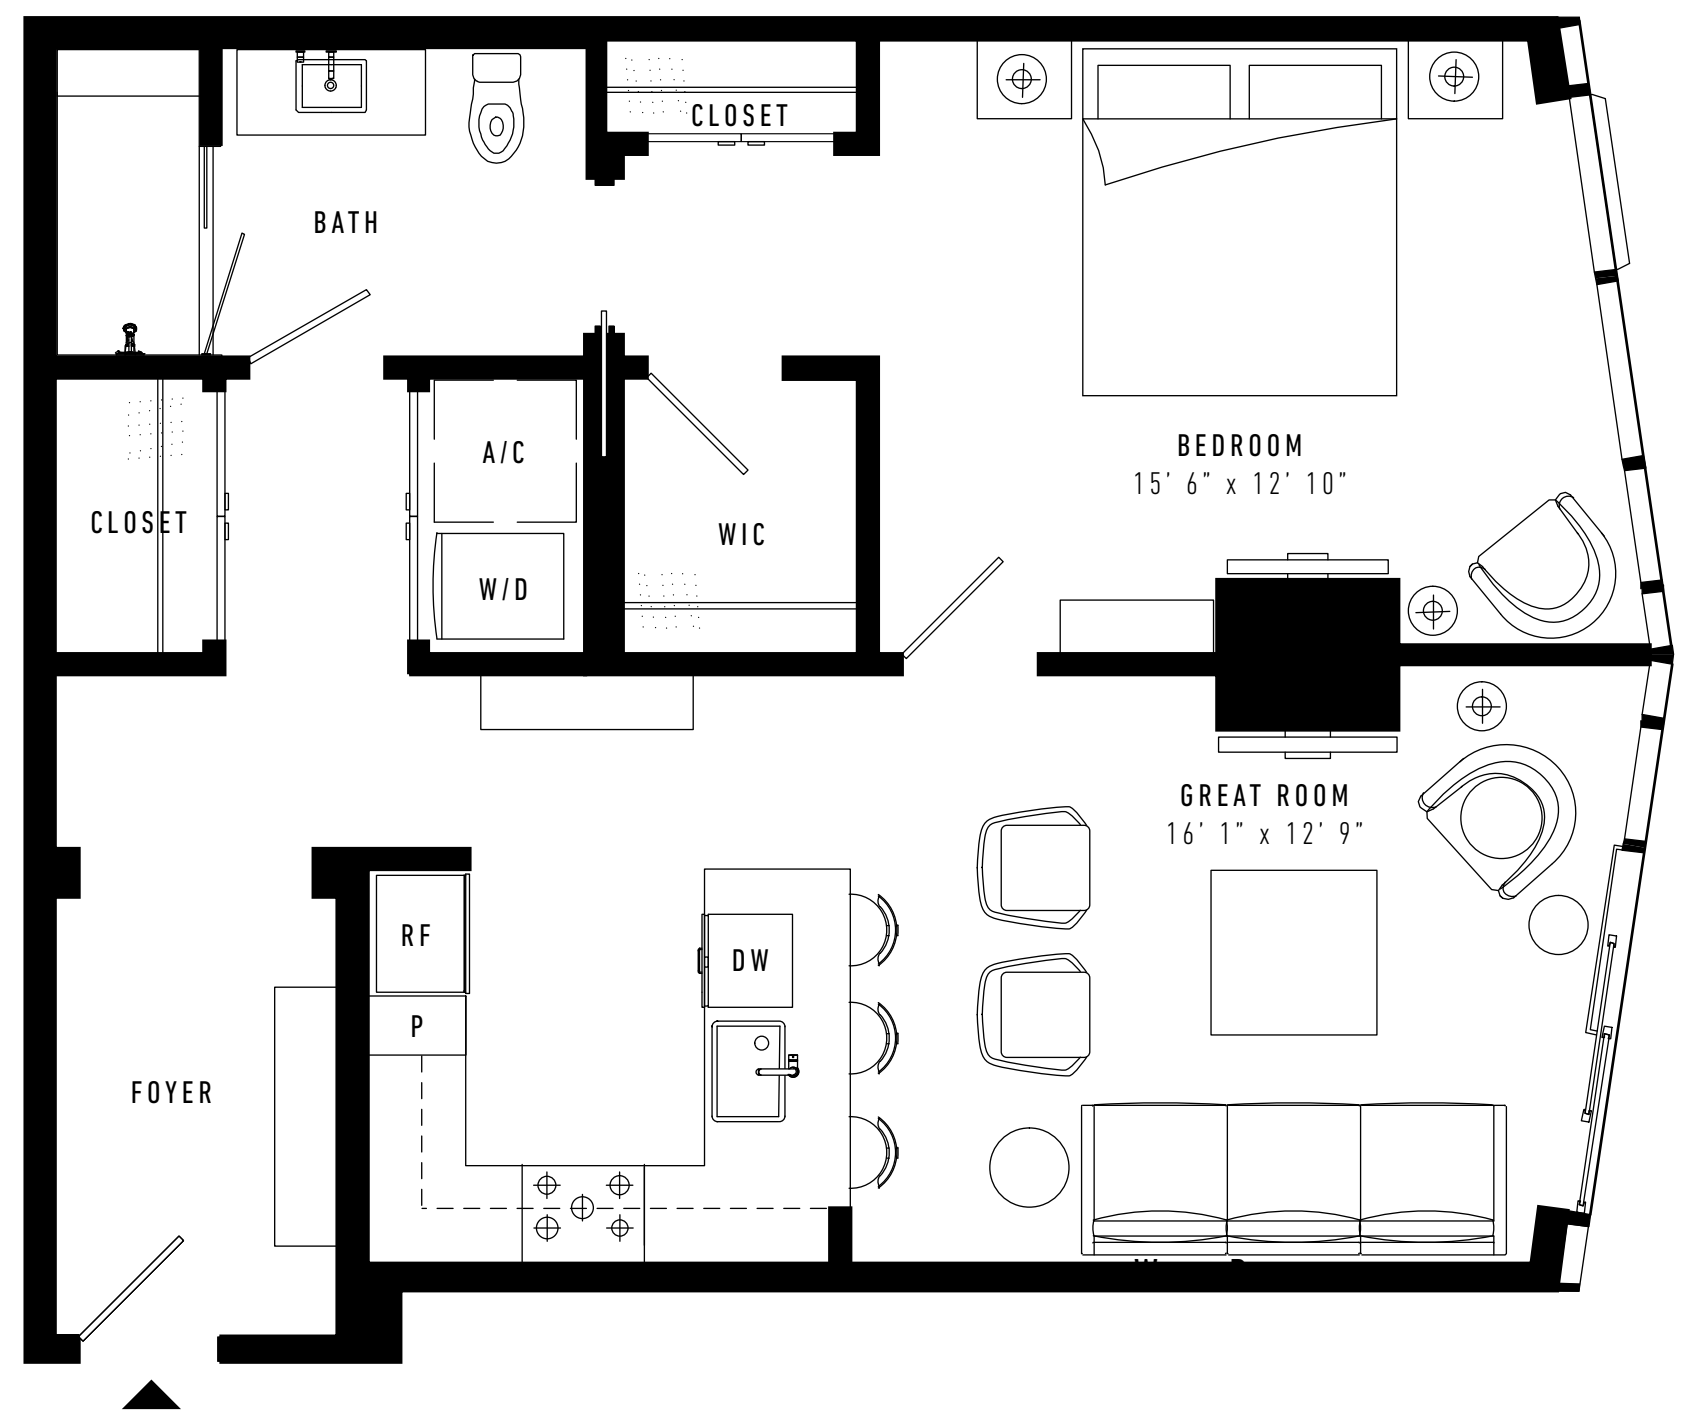 CLOSET
BATH
BEDROOM
15' 6" x 12' 10"
A/C
CLOSET
WIC
W/D
GREAT ROOM
16' 1" x 12' 9"
RF
DW
P
FOYER